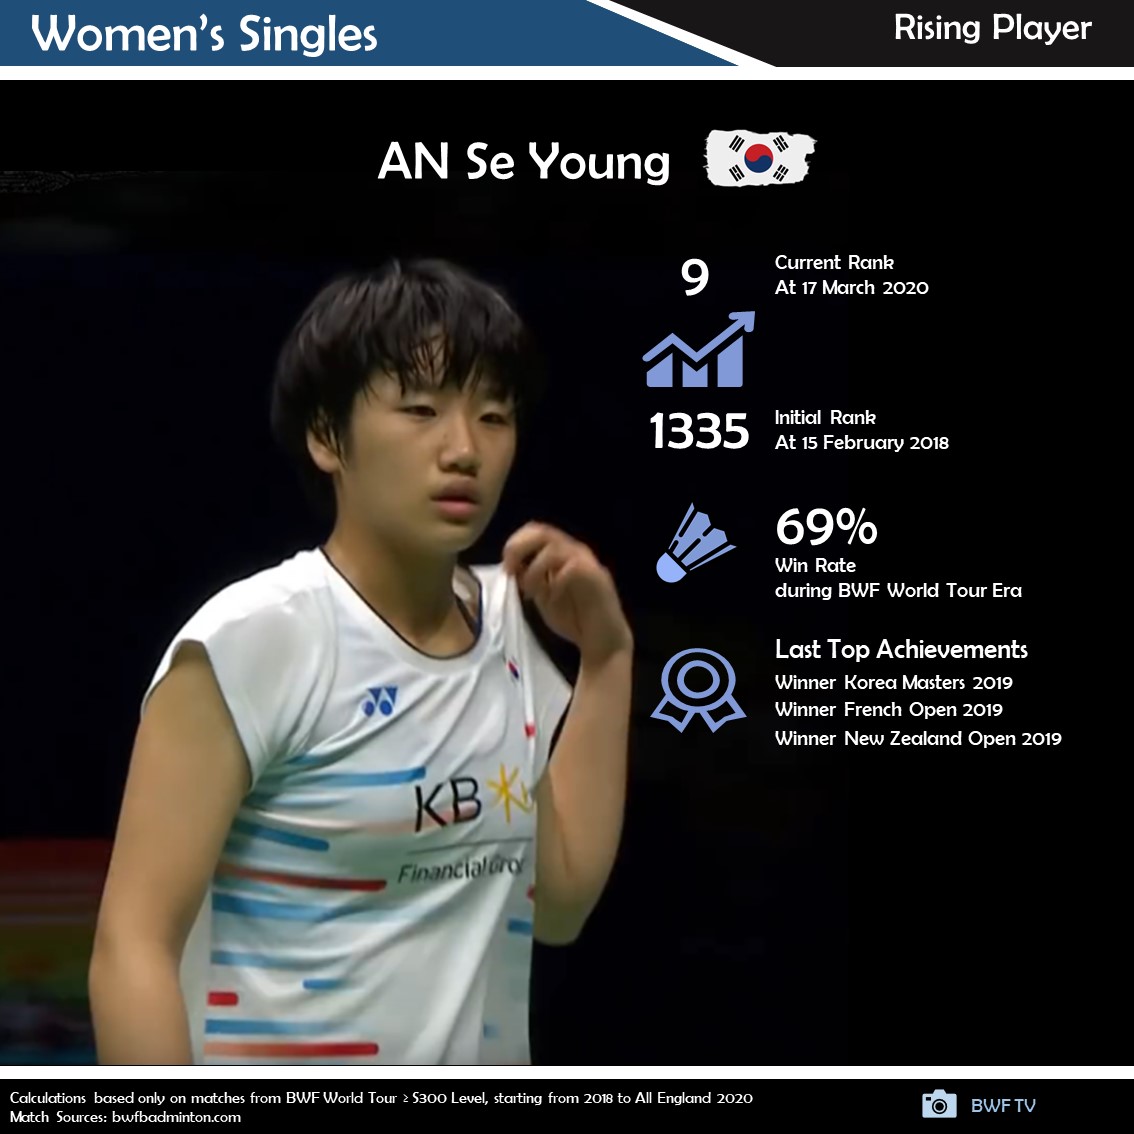 Women's Singles
Rising Player
AN Se Young
9
Current Rank
At 17 March 2020
1335
Initial Rank
At 15 February 2018
69%
Win Rate
during BWF World Tour Era
Last Top Achievements
Winner Korea Masters 2019
Winner French Open 2019
Winner New Zealand Open 2019
KB
Financial
Calculations based only on matches from BWF World Tour ≥ S300 Level, starting from 2018 to All England 2020
Match Sources: bwfbadminton.com
BWF TV